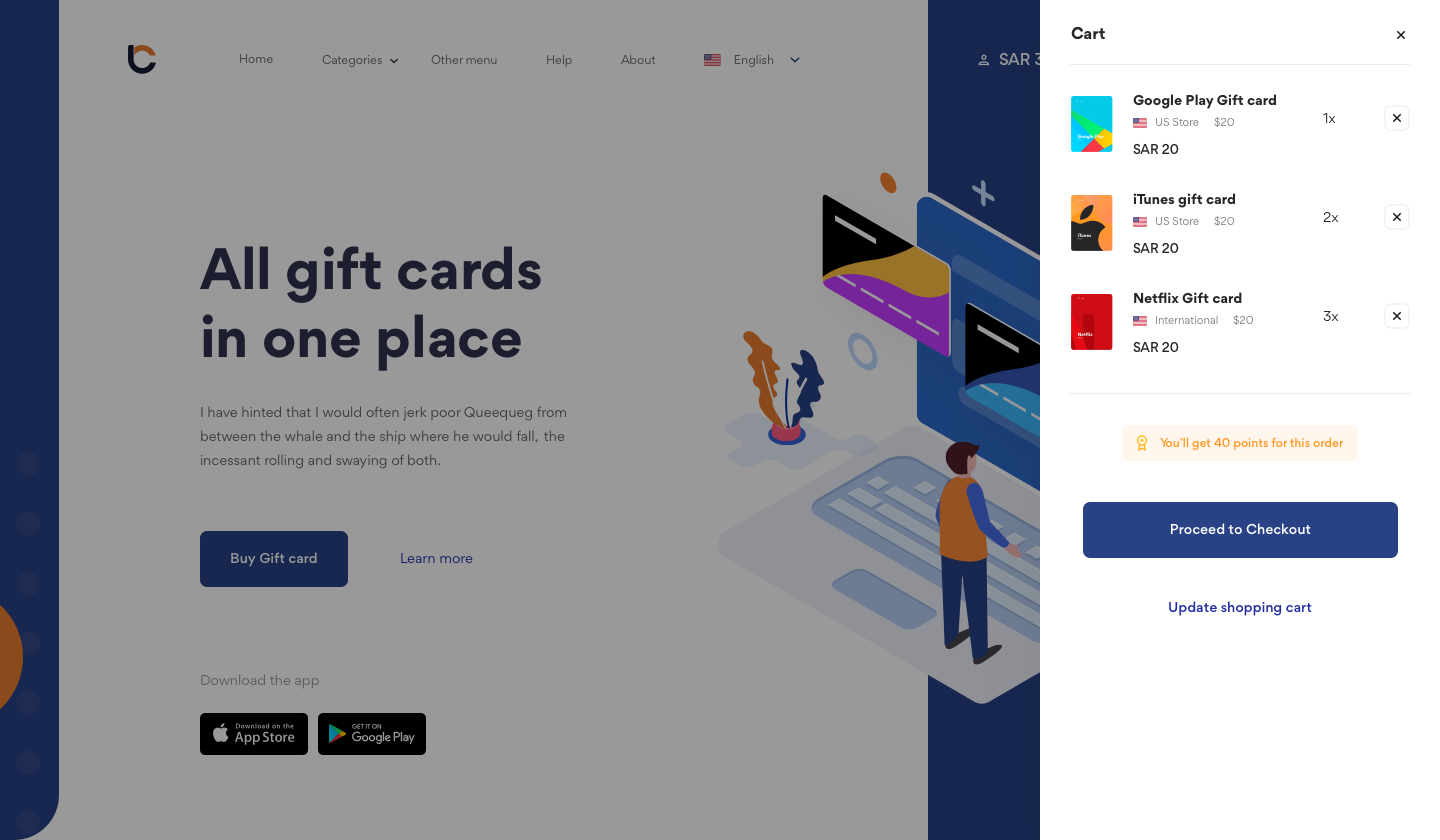 Home
Categories
Other menu
Help
About
English
SAR 3
All gift cards
in one place
I have hinted that I would often jerk poor Queequeg from
between the whale and the ship where he would fall, the
incessant rolling and swaying of both.
Buy Gift card
Learn more
Download the app
Download on the
App Store
GET IT ON
Google Play
Cart
Google Play Gift card
US Store $20
SAR 20
1x
Google Play
iTunes gift card
US Store $20
SAR 20
2x
iTunes
Netflix Gift card
International $20
SAR 20
3x
Netflix
You'll get 40 points for this order
Proceed to Checkout
Update shopping cart